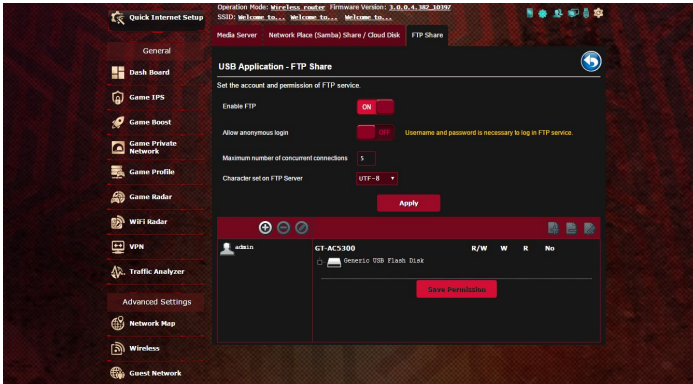 Operation Mode: Wireless router Firmware Version: 3.0.0.4.382_10397
Quick Internet Setup
SSID: Welcome to... Welcome to... Welcome to...
Media Server Network Place (Samba) Share / Cloud Disk FTP Share
General
USB Application - FTP Share
Dash Board
Set the account and permission of FTP service.
Game IPS
Enable FTP ON
Game Boost
Allow anonymous login OFF Username and password is necessary to log in FTP service.
Game Private
Network
Maximum number of concurrent connections 5
Game Profile
Character set on FTP Server UTF-8
Game Radar
Apply
WiFi Radar
VPN
admin GT-AC5300 R/W W R No
Generic USB Flash Disk
Traffic Analyzer
Save Permission
Advanced Settings
Network Map
Wireless
Guest Network